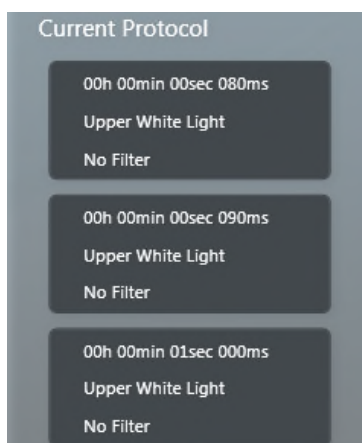 Current Protocol
00h 00min 00sec 080ms
Upper White Light
No Filter
00h 00min 00sec 090ms
Upper White Light
No Filter
00h 00min 01sec 000ms
Upper White Light
No Filter